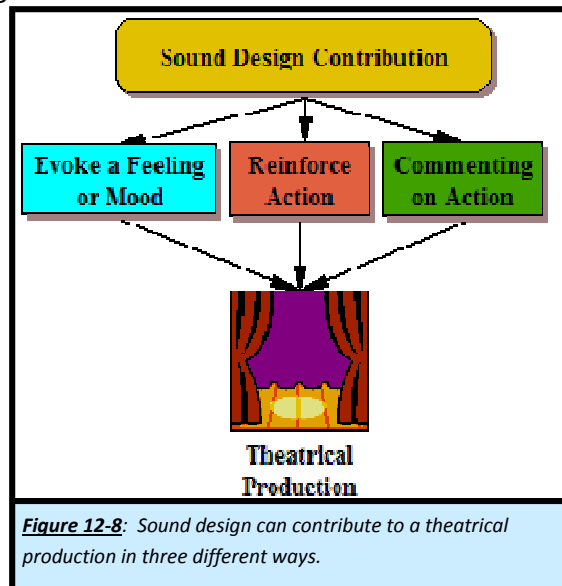 Sound Design Contribution
Evoke a Feeling
or Mood
Reinforce
Action
Commenting
on Action
Theatrical
Production
Figure 12-8: Sound design can contribute to a theatrical
production in three different ways.